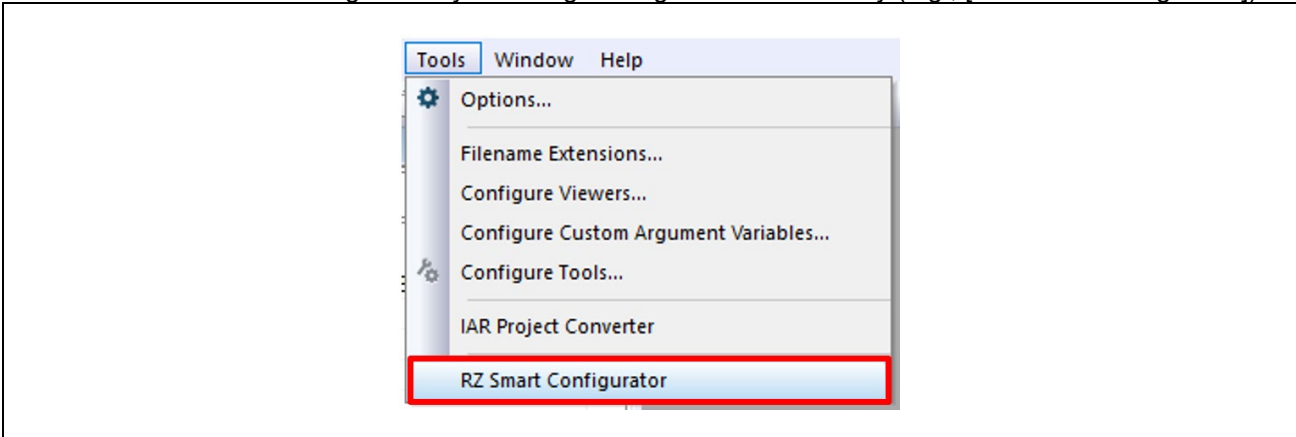 Tools Window Help
Options...
Filename Extensions...
Configure Viewers...
Configure Custom Argument Variables...
Configure Tools...
IAR Project Converter
RZ Smart Configurator